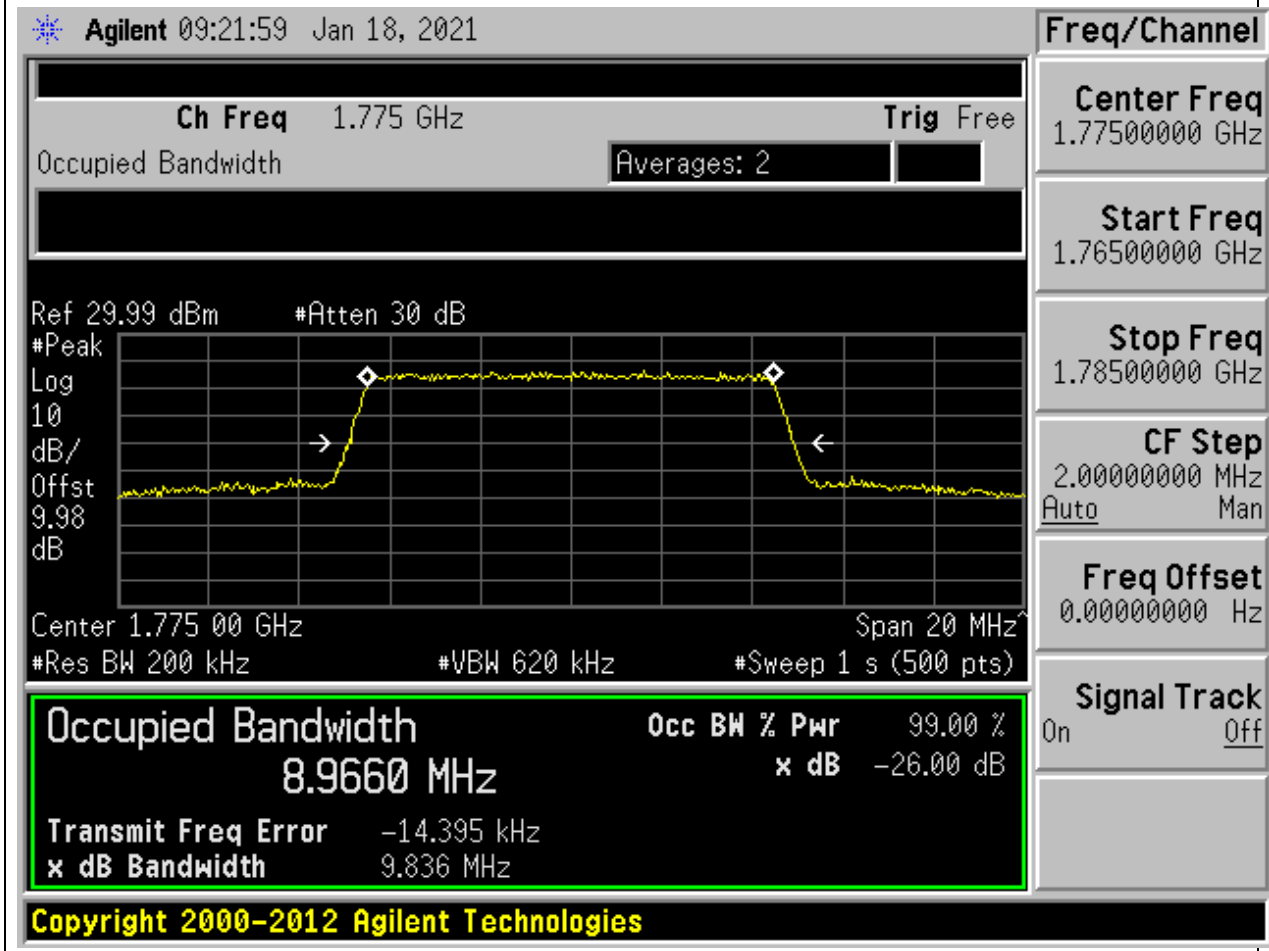 Agilent 09:21:59 Jan 18, 2021
Freq/Channel
Ch Freq 1.775 GHz Trig Free
Occupied Bandwidth Averages: 2
Ref 29.99 dBm #Atten 30 dB
#Peak
Log
10
dB/
Offst
9.98
dB
Center 1.775 00 GHz Span 20 MHz^
#Res BW 200 kHz #VBW 620 kHz #Sweep 1 s (500 pts)
Occupied Bandwidth Occ BW % Pwr 99.00 %
8.9660 MHz x dB -26.00 dB
Transmit Freq Error -14.395 kHz
x dB Bandwidth 9.836 MHz
Copyright 2000-2012 Agilent Technologies
Center Freq
1.77500000 GHz
Start Freq
1.76500000 GHz
Stop Freq
1.78500000 GHz
CF Step
2.00000000 MHz
Auto Man
Freq Offset
0.00000000 Hz
Signal Track
On Off